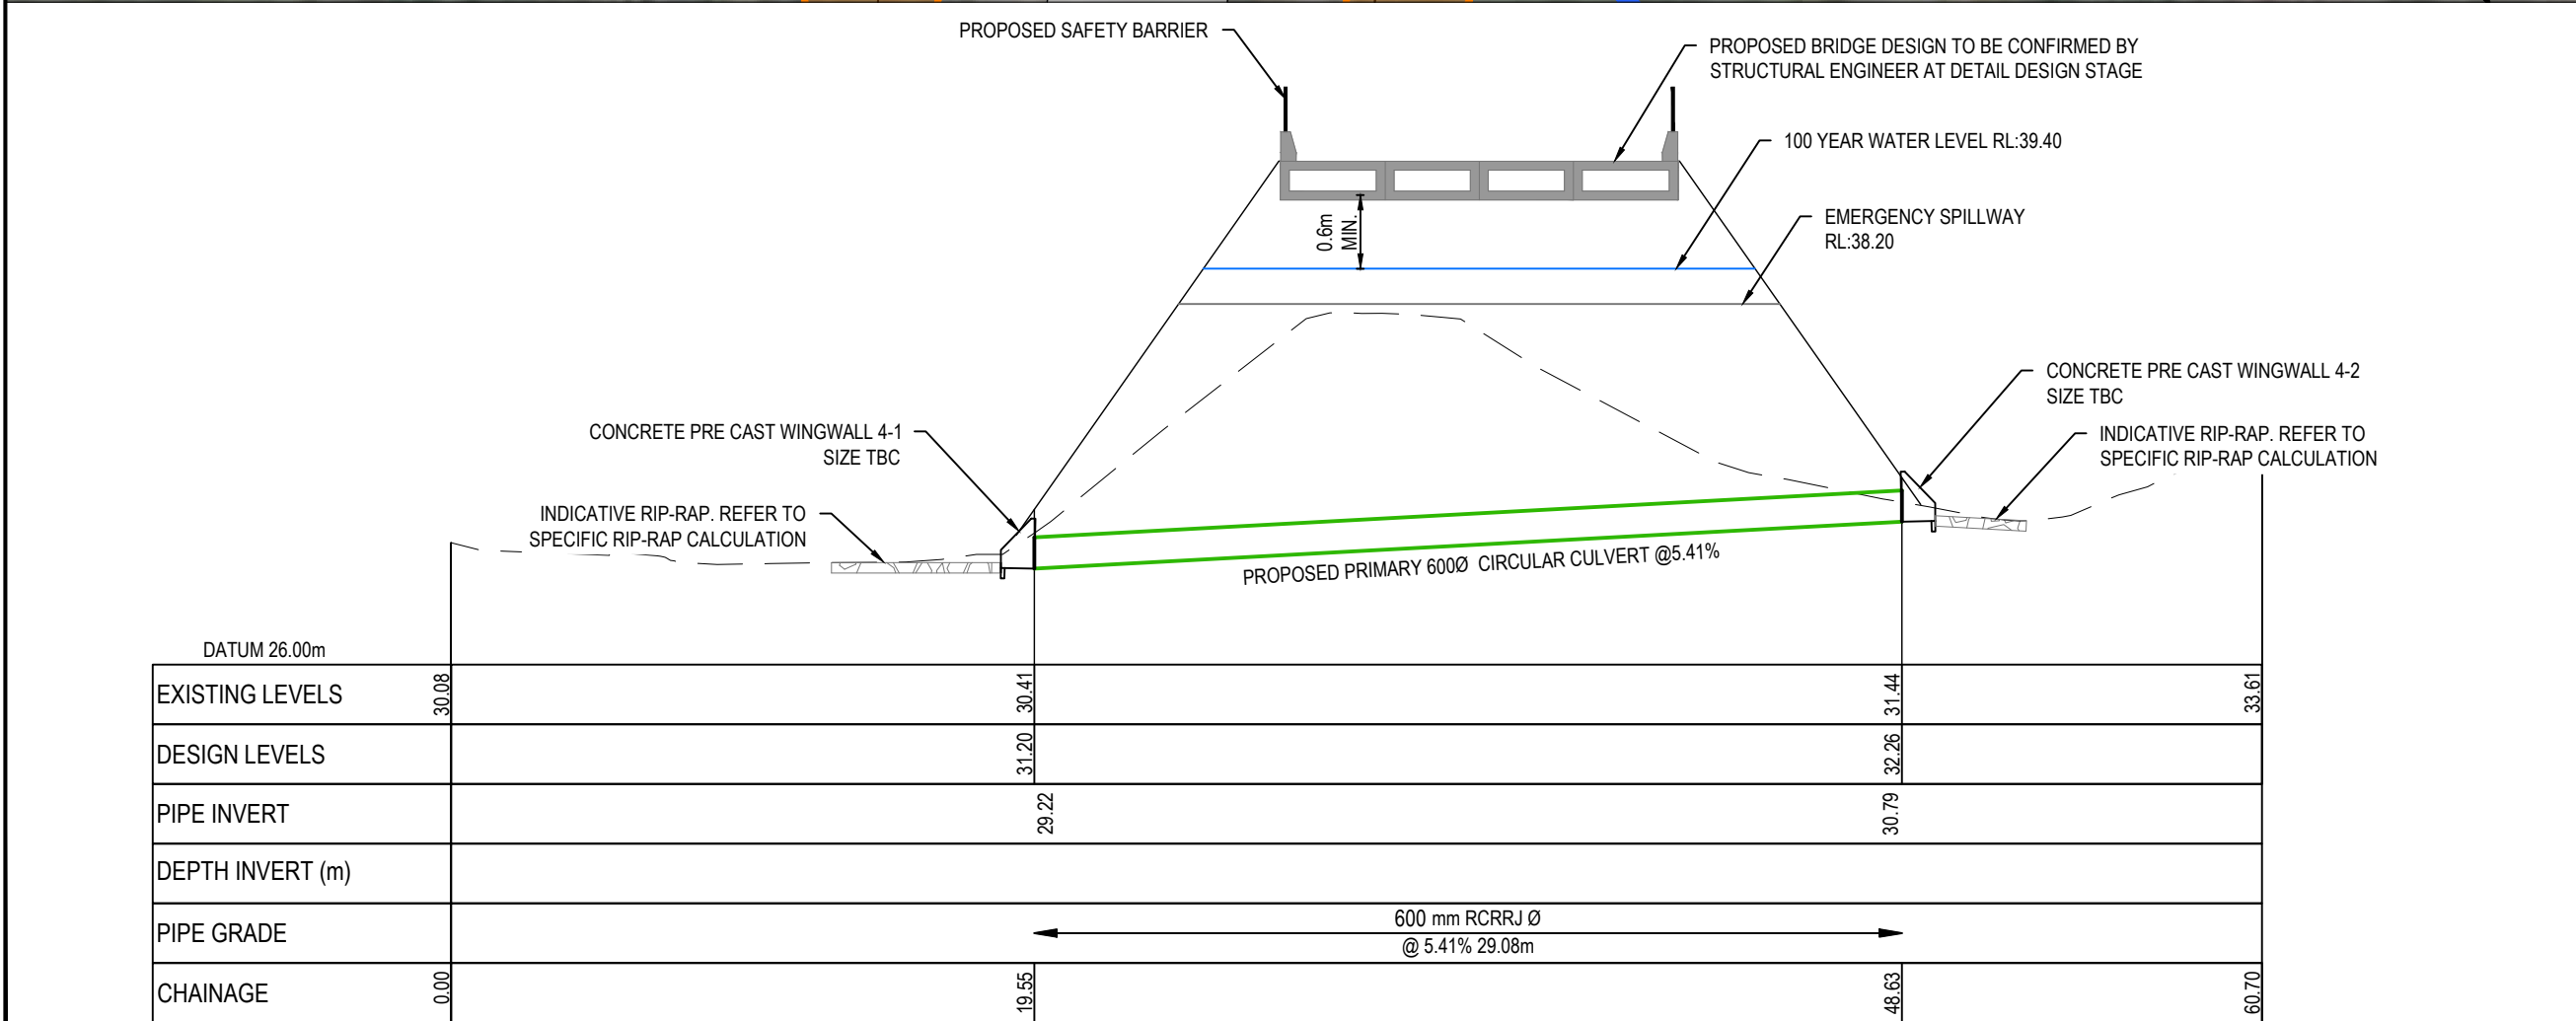 PROPOSED SAFETY BARRIER
PROPOSED BRIDGE DESIGN TO BE CONFIRMED BY
STRUCTURAL ENGINEER AT DETAIL DESIGN STAGE
100 YEAR WATER LEVEL RL:39.40
0.6m
MIN.
EMERGENCY SPILLWAY
RL:38.20
CONCRETE PRE CAST WINGWALL 4-2
SIZE TBC
CONCRETE PRE CAST WINGWALL 4-1
SIZE TBC
INDICATIVE RIP-RAP. REFER TO
SPECIFIC RIP-RAP CALCULATION
INDICATIVE RIP-RAP. REFER TO
SPECIFIC RIP-RAP CALCULATION
PROPOSED PRIMARY 600Ø CIRCULAR CULVERT @5.41%
DATUM 26.00m
EXISTING LEVELS 30.08 30.41 31.44 33.61
DESIGN LEVELS 31.20 32.26
PIPE INVERT 29.22 30.79
DEPTH INVERT (m)
PIPE GRADE
600 mm RCRRJ Ø
@ 5.41% 29.08m
CHAINAGE 0.00 19.55 48.63 60.70